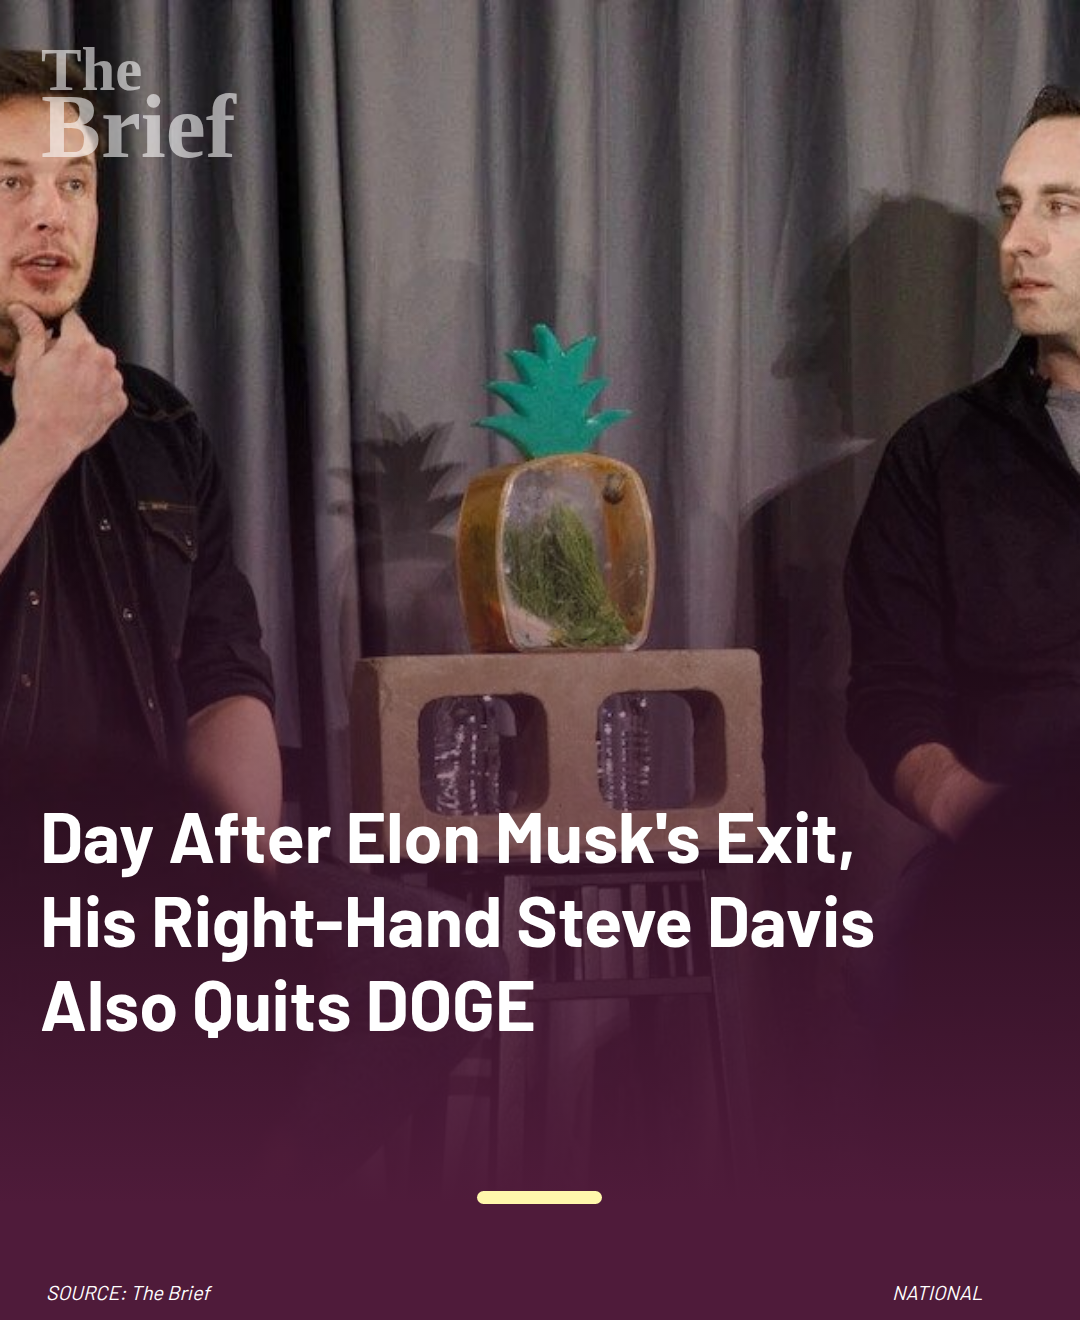 The
Brief
Day After Elon Musk's Exit,
His Right-Hand Steve Davis
Also Quits DOGE
SOURCE: The Brief
NATIONAL